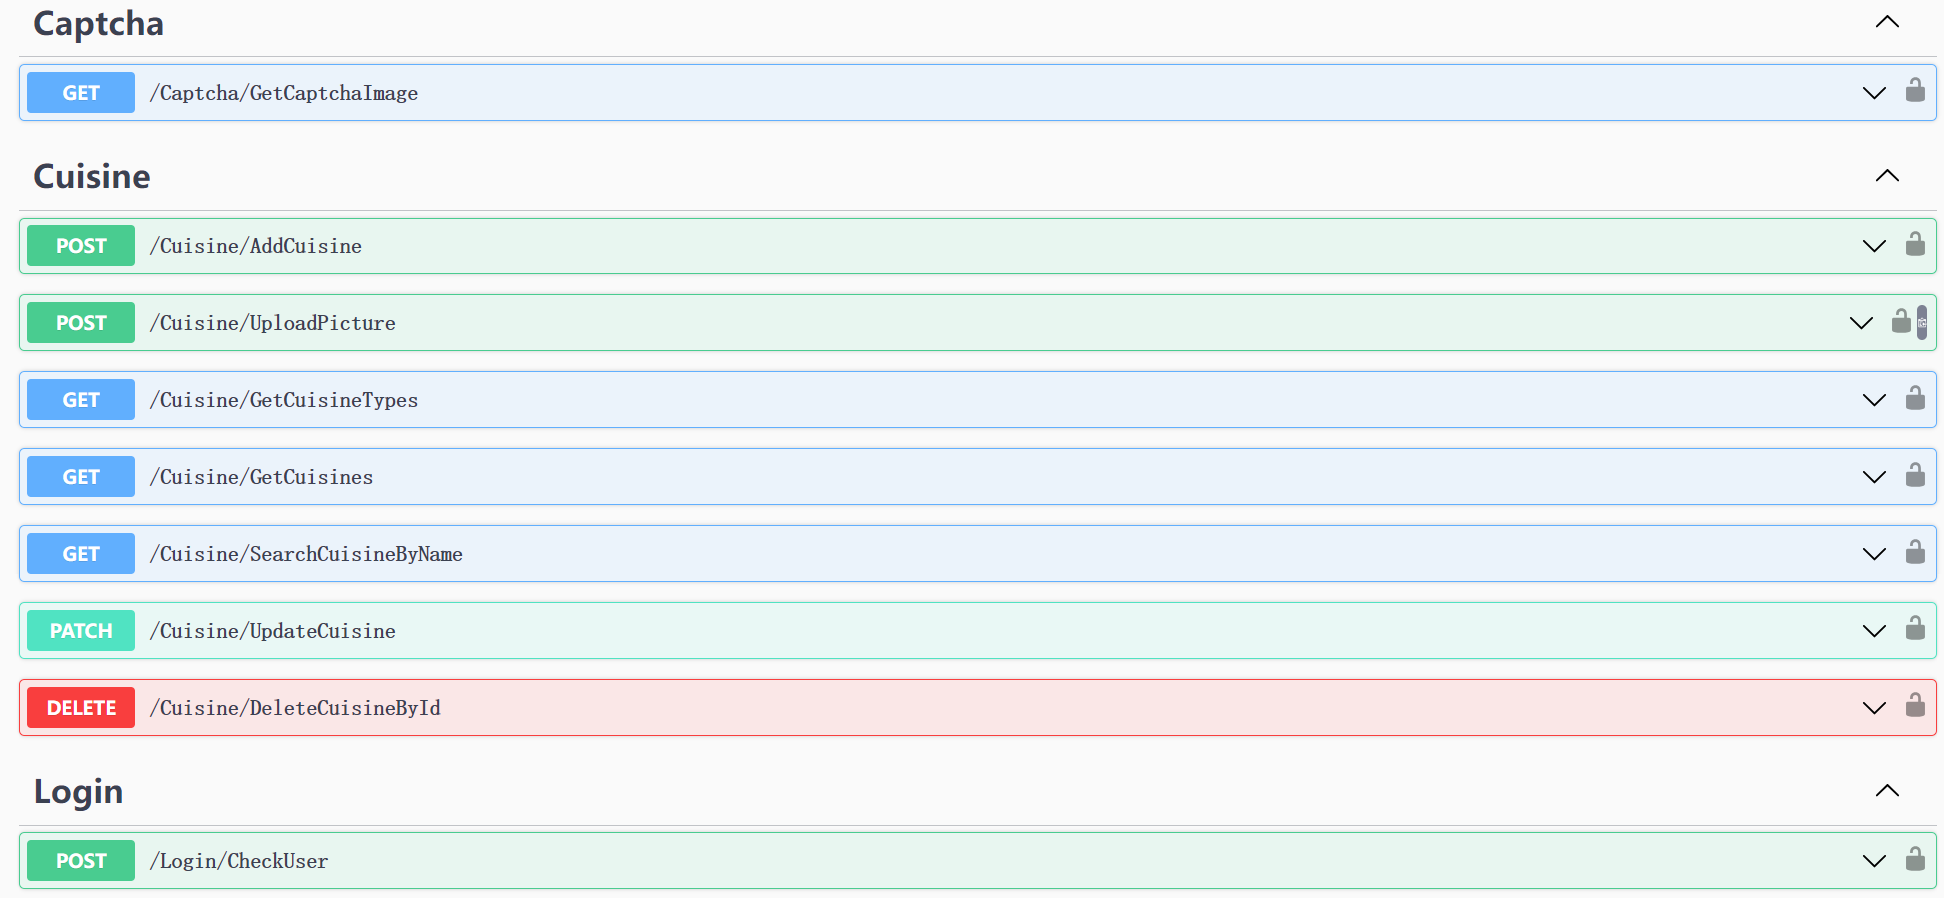 Captcha
GET /Captcha/GetCaptchaImage
Cuisine
POST /Cuisine/AddCuisine
POST /Cuisine/UploadPicture
GET /Cuisine/GetCuisineTypes
GET /Cuisine/GetCuisines
GET /Cuisine/SearchCuisineByName
PATCH /Cuisine/UpdateCuisine
DELETE /Cuisine/DeleteCuisineById
Login
POST /Login/CheckUser